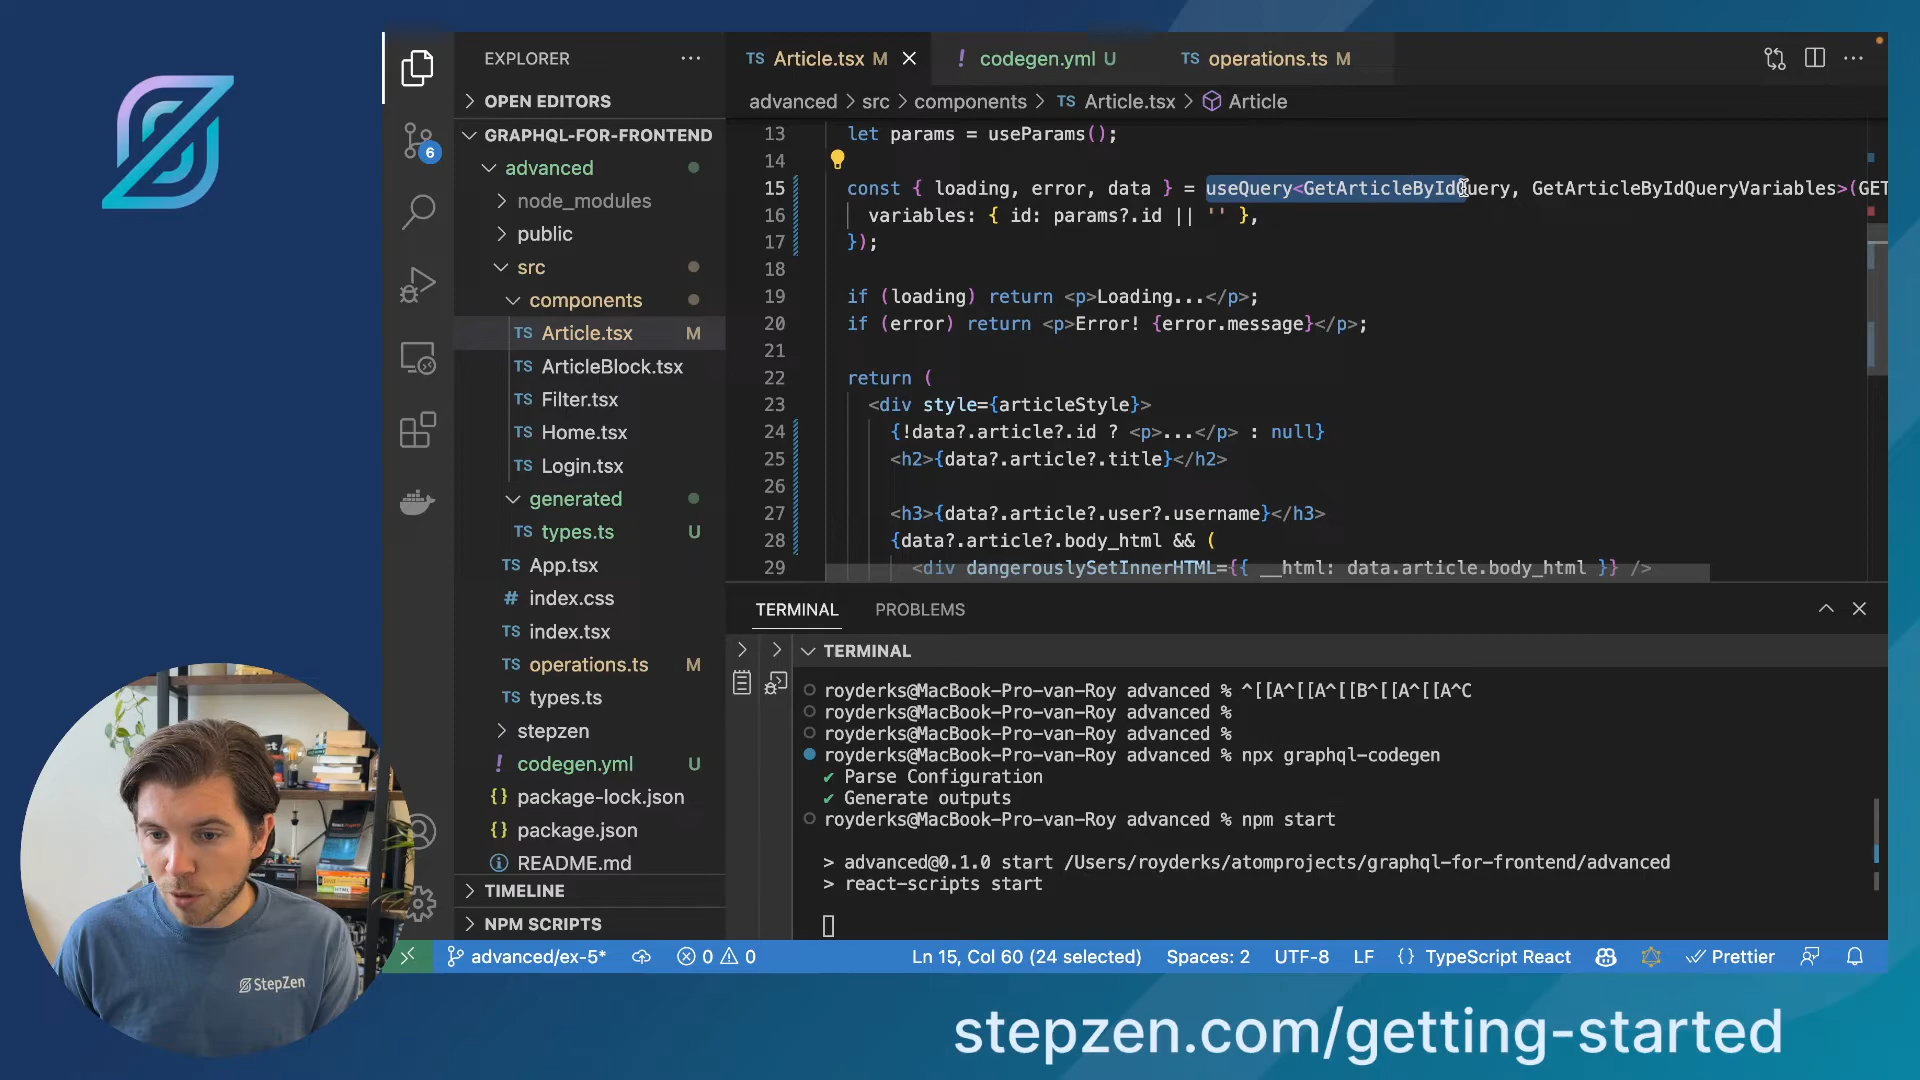 EXPLORER
OPEN EDITORS
GRAPHQL-FOR-FRONTEND
advanced
node_modules
public
src
components
TS Article.tsx M
TS ArticleBlock.tsx
TS Filter.tsx
TS Home.tsx
TS Login.tsx
generated
TS types.ts U
TS App.tsx
# index.css
TS index.tsx
TS operations.ts M
TS types.ts
stepzen
! codegen.yml U
{} package-lock.json
{} package.json
README.md
TIMELINE
NPM SCRIPTS
6
TS Article.tsx M
! codegen.yml U
TS operations.ts M
advanced > src > components > TS Article.tsx > Article
13 let params = useParams();
14
15 const { loading, error, data } = useQuery<GetArticleByIdQuery, GetArticleByIdQueryVariables>(GET
16 variables: { id: params?.id || '' },
17 });
18
19 if (loading) return <p>Loading...</p>;
20 if (error) return <p>Error! {error.message}</p>;
21
22 return (
23 <div style={articleStyle}>
24 {!data?.article?.id ? <p>...</p> : null}
25 <h2>{data?.article?.title}</h2>
26
27 <h3>{data?.article?.user?.username}</h3>
28 {data?.article?.body_html && (
29 <div dangerouslySetInnerHTML={{ __html: data.article.body_html }} />
TERMINAL PROBLEMS
TERMINAL
royderks@MacBook-Pro-van-Roy advanced % ^[[A^[[A^[[B^[[A^[[A^C
royderks@MacBook-Pro-van-Roy advanced %
royderks@MacBook-Pro-van-Roy advanced %
royderks@MacBook-Pro-van-Roy advanced % npx graphql-codegen
✔ Parse Configuration
✔ Generate outputs
royderks@MacBook-Pro-van-Roy advanced % npm start
> advanced@0.1.0 start /Users/royderks/atomprojects/graphql-for-frontend/advanced
> react-scripts start
advanced/ex-5* 0 0 Ln 15, Col 60 (24 selected) Spaces: 2 UTF-8 LF {} TypeScript React Prettier
StepZen
stepzen.com/getting-started